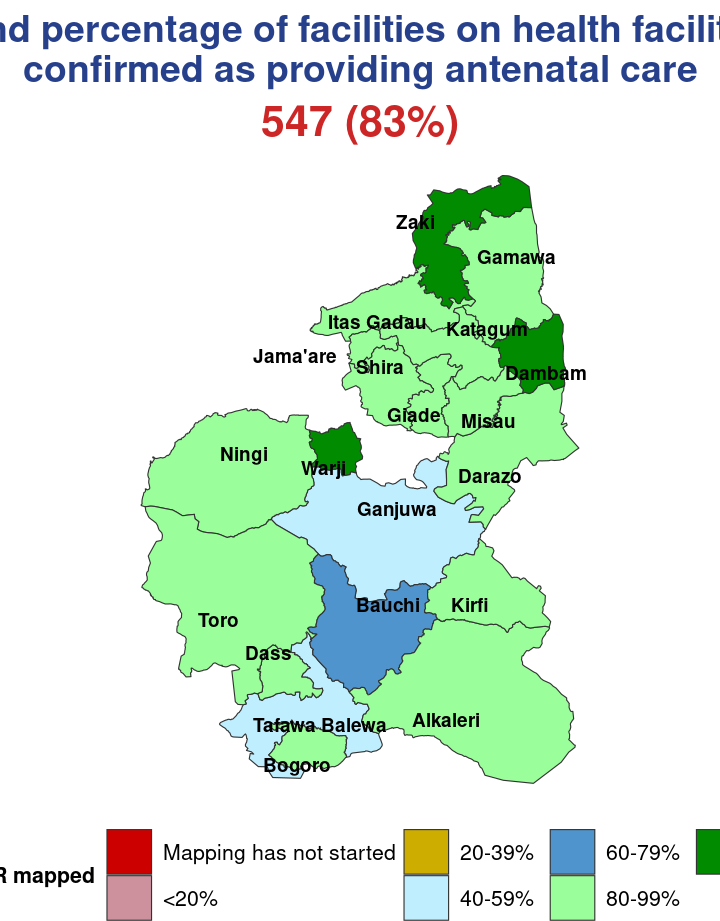 percentage of facilities on health
confirmed as providing antenatal care
547 (83%)
Zaki
Gamawa
Itas Gadau
Katagum
Jama'are
Shira
Dambam
Giade
Misau
Ningi
Warji
Darazo
Ganjuwa
Bauchi
Kirfi
Toro
Dass
Tafawa Balewa
Alkaleri
Bogoro
R mapped
Mapping has not started
20-39%
60-79%
<20%
40-59%
80-99%